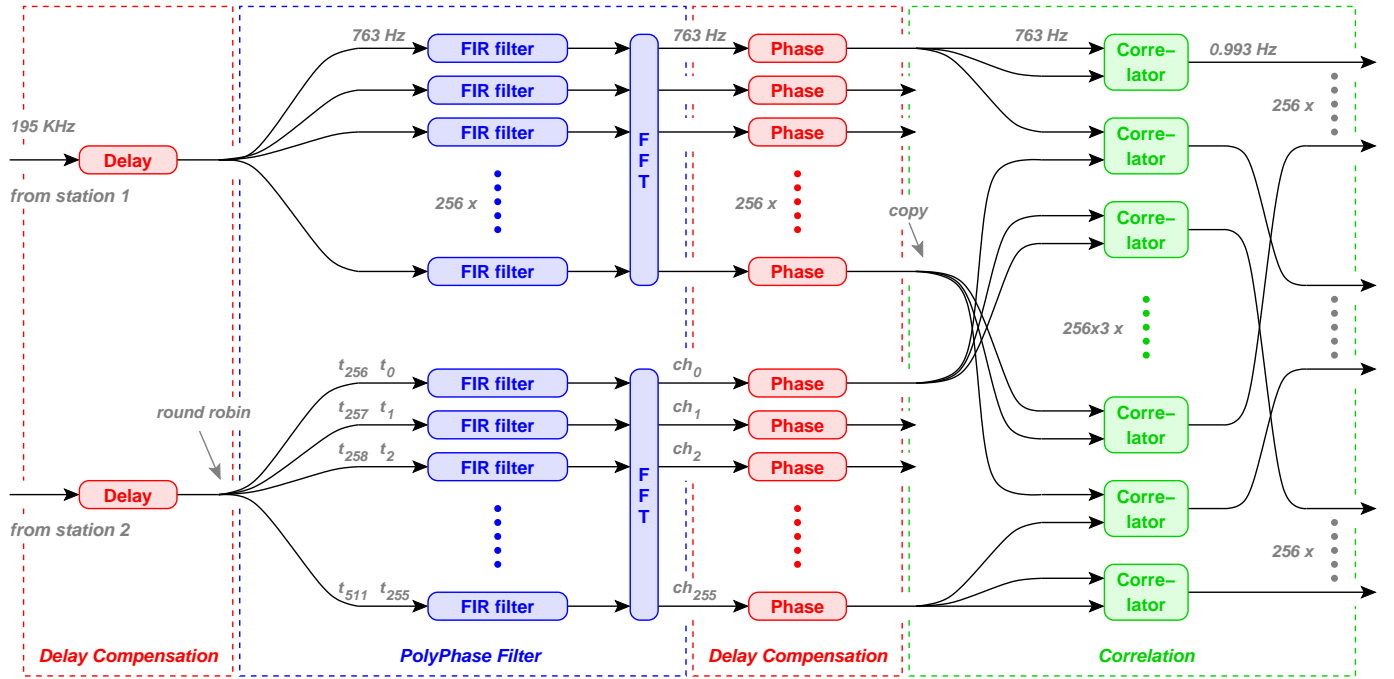 763 Hz FIR filter 763 Hz Phase 763 Hz Corre–
lator 0.993 Hz
FIR filter Phase
256 x
195 KHz FIR filter Phase Corre–
lator
Delay F
F
T
from station 1
256 x 256 x copy Corre–
lator
FIR filter Phase
256x3 x
t256 t0 FIR filter ch0 Phase
round robin t257 t1 FIR filter ch1 Phase Corre–
lator
t258 t2 FIR filter ch2 Phase
Delay F
F
T Corre–
lator
from station 2
256 x
t511 t255 FIR filter ch255 Phase Corre–
lator
Delay Compensation PolyPhase Filter Delay Compensation Correlation